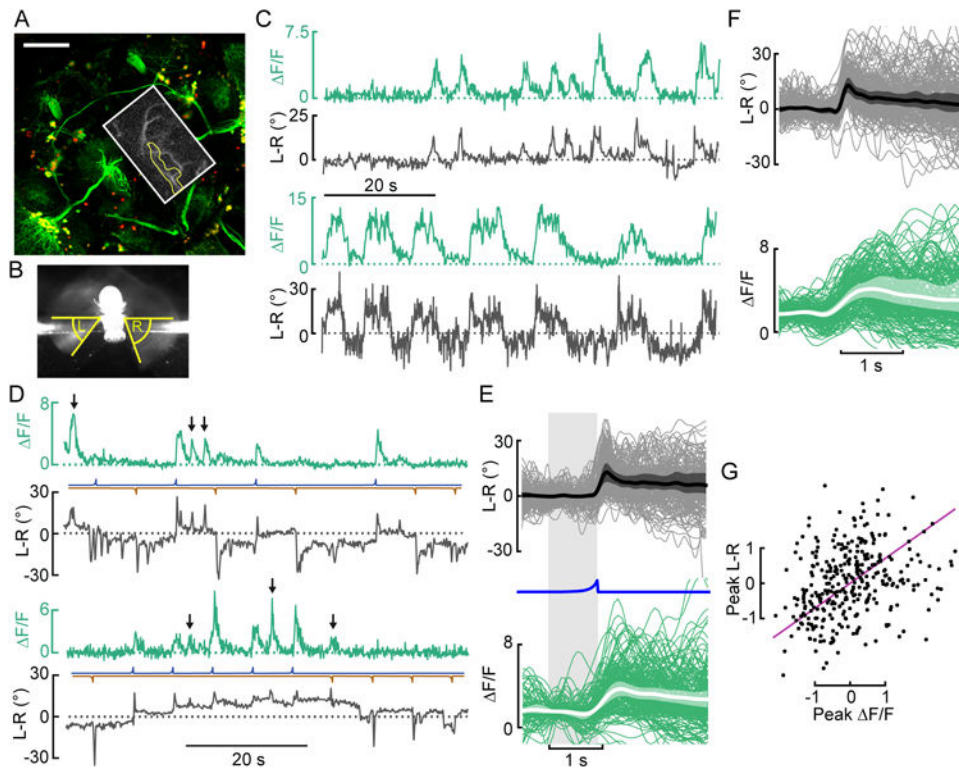 A
B
L
R
C
7.5
0
ΔF/F
25
0
L-R (°)
20 s
15
0
ΔF/F
30
0
L-R (°)
D
8
0
ΔF/F
30
0
-30
L-R (°)
6
0
ΔF/F
30
0
-30
L-R (°)
20 s
E
30
0
-30
L-R (°)
8
0
ΔF/F
1 s
F
30
0
-30
L-R (°)
8
0
ΔF/F
1 s
G
1
0
-1
Peak L-R
-1 0 1
Peak ΔF/F